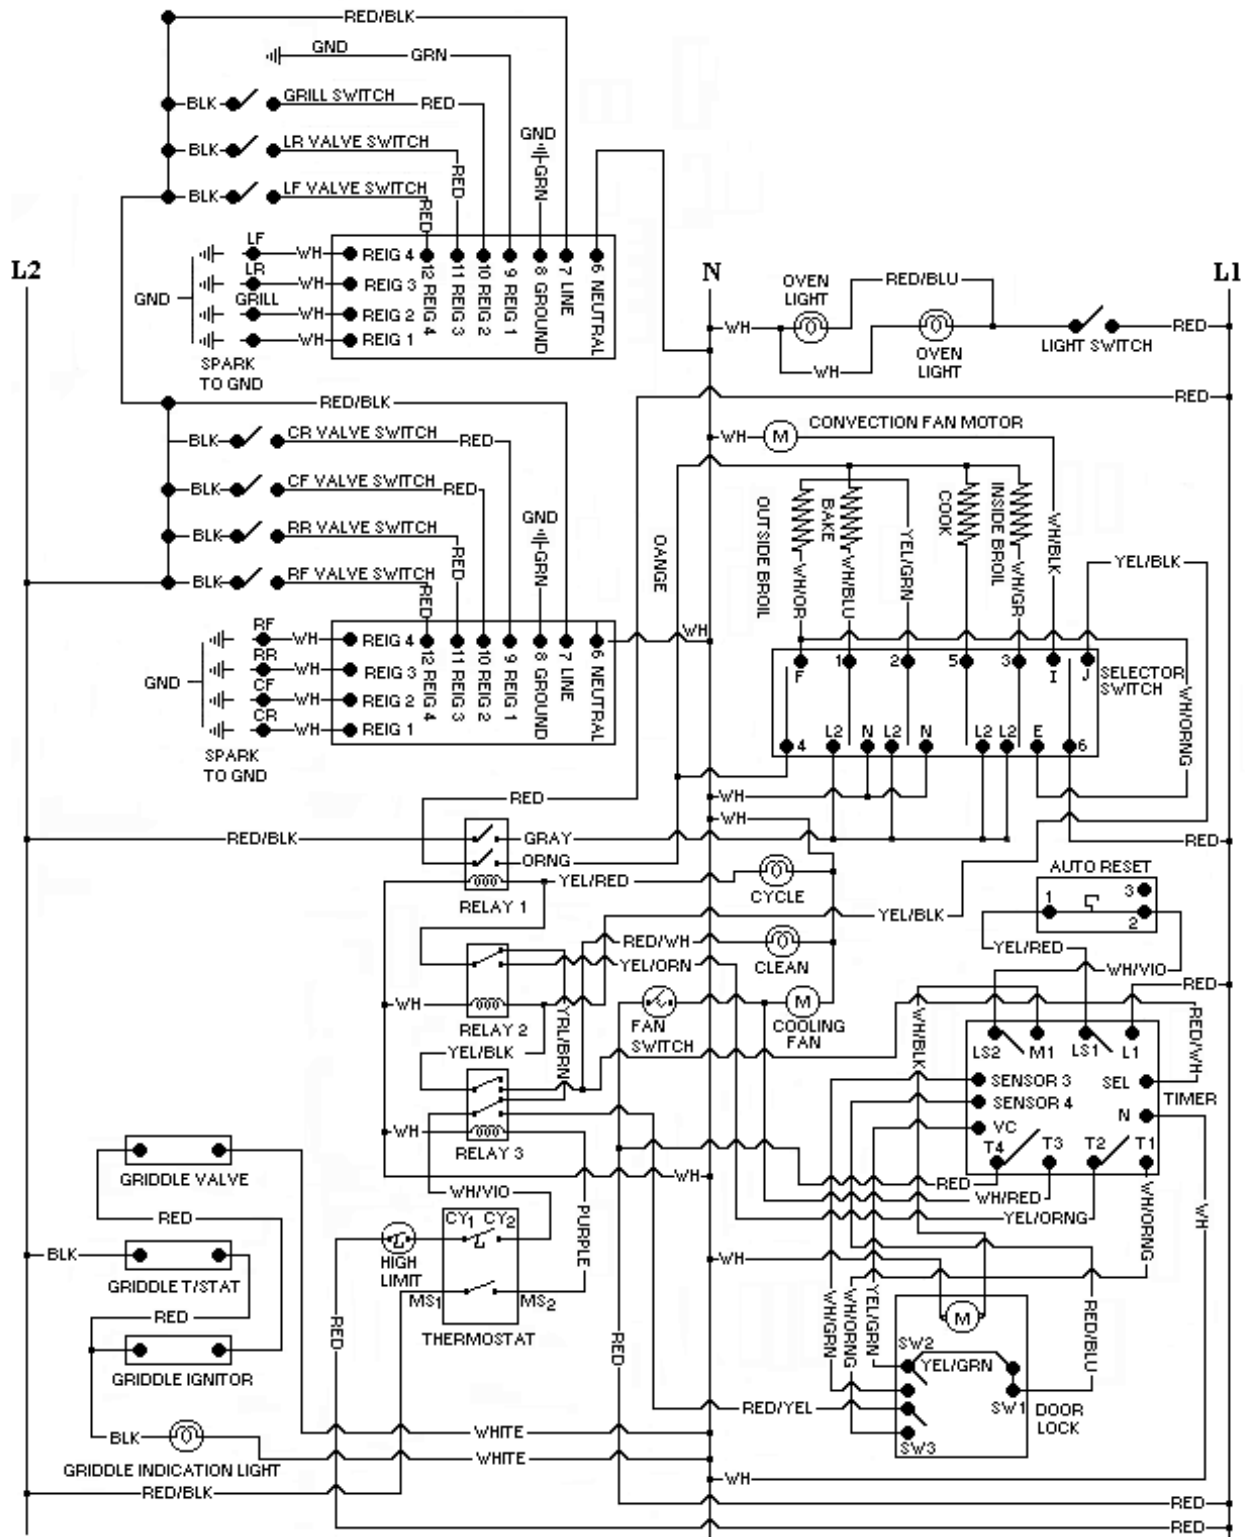 RED/BLK
GND
GRN
BLK
GRILL SWITCH
RED
BLK
LR VALVE SWITCH
RED
GND
GRN
BLK
LF VALVE SWITCH
RED
LF
WH
REIG 4
LR
WH
REIG 3
GND
GRILL
WH
REIG 2
WH
REIG 1
SPARK
TO GND
12 REIG 4
11 REIG 3
10 REIG 2
9 REIG 1
8 GROUND
7 LINE
6 NEUTRAL
L2
N
L1
OVEN
LIGHT
RED/BLU
WH
OVEN
LIGHT
WH
LIGHT SWITCH
RED
RED
RED/BLK
BLK
CR VALVE SWITCH
RED
BLK
CF VALVE SWITCH
RED
BLK
RR VALVE SWITCH
RED
GND
GRN
BLK
RF VALVE SWITCH
RED
RF
WH
REIG 4
RR
WH
REIG 3
GND
CF
WH
REIG 2
CR
WH
REIG 1
SPARK
TO GND
12 REIG 4
11 REIG 3
10 REIG 2
9 REIG 1
8 GROUND
7 LINE
6 NEUTRAL
WH
WH
M
CONVECTION FAN MOTOR
OANGE
OUTSIDE BROIL
WH/OR
BAKE
WH/BLU
YEL/GRN
COOK
INSIDE BROIL
WH/GR
WH/BLK
YEL/BLK
F
1
2
5
3
I
J
SELECTOR
SWITCH
WH/ORNG
4
L2
N
L2
N
L2
L2
E
6
RED
WH
WH
RED/BLK
GRAY
RED
ORNG
YEL/RED
CYCLE
RELAY 1
AUTO RESET
1
3
2
YEL/BLK
RED/WH
CLEAN
YEL/ORN
YEL/RED
WH/VIO
WH
RELAY 2
YRL/BRN
FAN
SWITCH
M
COOLING
FAN
WH/BLK
RED
RED/WH
LS2
M1
LS1
L1
YEL/BLK
SENSOR 3
SEL
SENSOR 4
TIMER
VC
N
WH
RELAY 3
T4
T3
T2
T1
WH
RED
WH/RED
YEL/ORNG
WH/ORNG
WH
GRIDDLE VALVE
RED
BLK
GRIDDLE T/STAT
RED
GRIDDLE IGNITOR
BLK
GRIDDLE INDICATION LIGHT
RED/BLK
WH/VIO
PURPLE
CY1 CY2
HIGH
LIMIT
MS1
MS2
THERMOSTAT
RED
RED
WH
WH/GRN
WH/ORNG
YEL/GRN
RED/BLU
M
SW2
YEL/GRN
SW1
DOOR
LOCK
RED/YEL
SW3
WHITE
WHITE
WH
RED
RED